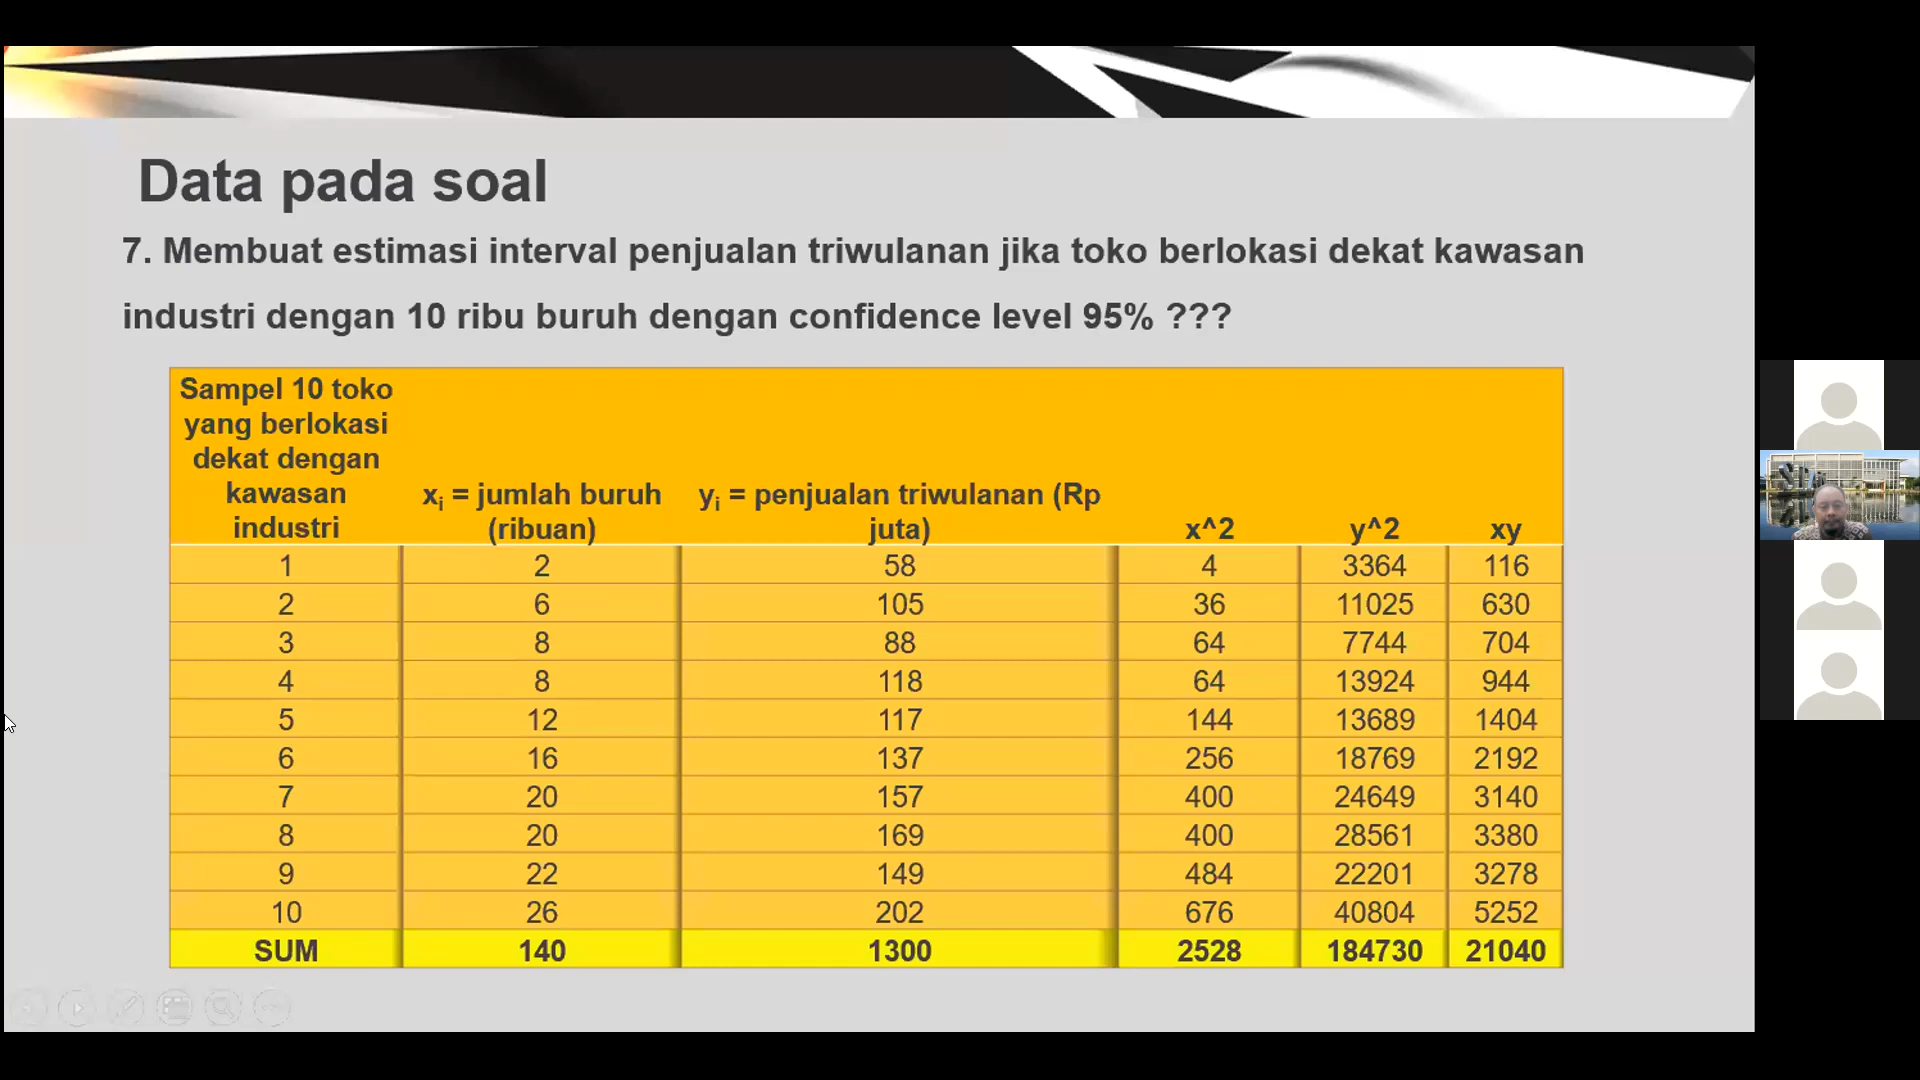 Data pada soal
7. Membuat estimasi interval penjualan triwulanan jika toko berlokasi dekat kawasan
industri dengan 10 ribu buruh dengan confidence level 95% ???
Sampel 10 toko
yang berlokasi
dekat dengan
kawasan
industri
xi = jumlah buruh
(ribuan)
yi = penjualan triwulanan (Rp
juta)
x^2
y^2
xy
1 2 58 4 3364 116
2 6 105 36 11025 630
3 8 88 64 7744 704
4 8 118 64 13924 944
5 12 117 144 13689 1404
6 16 137 256 18769 2192
7 20 157 400 24649 3140
8 20 169 400 28561 3380
9 22 149 484 22201 3278
10 26 202 676 40804 5252
SUM 140 1300 2528 184730 21040